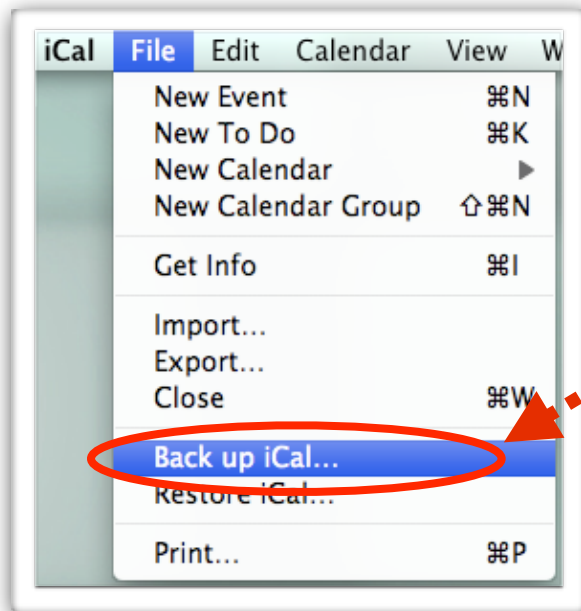 iCal File Edit Calendar View W
New Event ⌘N
New To Do ⌘K
New Calendar ▶
New Calendar Group ⇧⌘N
Get Info ⌘I
Import...
Export...
Close ⌘W
Back up iCal...
Restore iCal...
Print... ⌘P